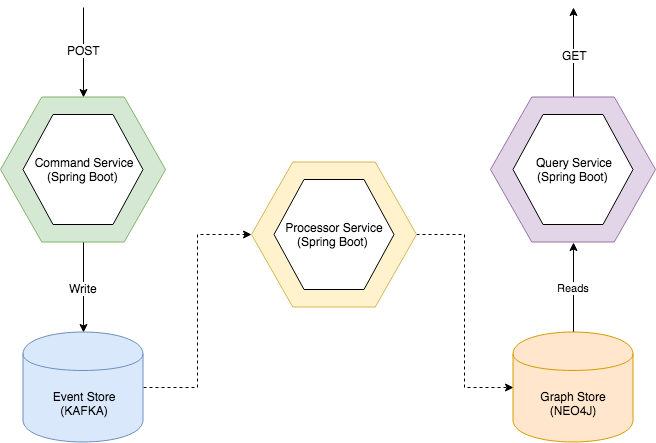 POST
GET
Command Service
(Spring Boot)
Query Service
(Spring Boot)
Processor Service
(Spring Boot)
Write
Reads
Event Store
(KAFKA)
Graph Store
(NEO4J)